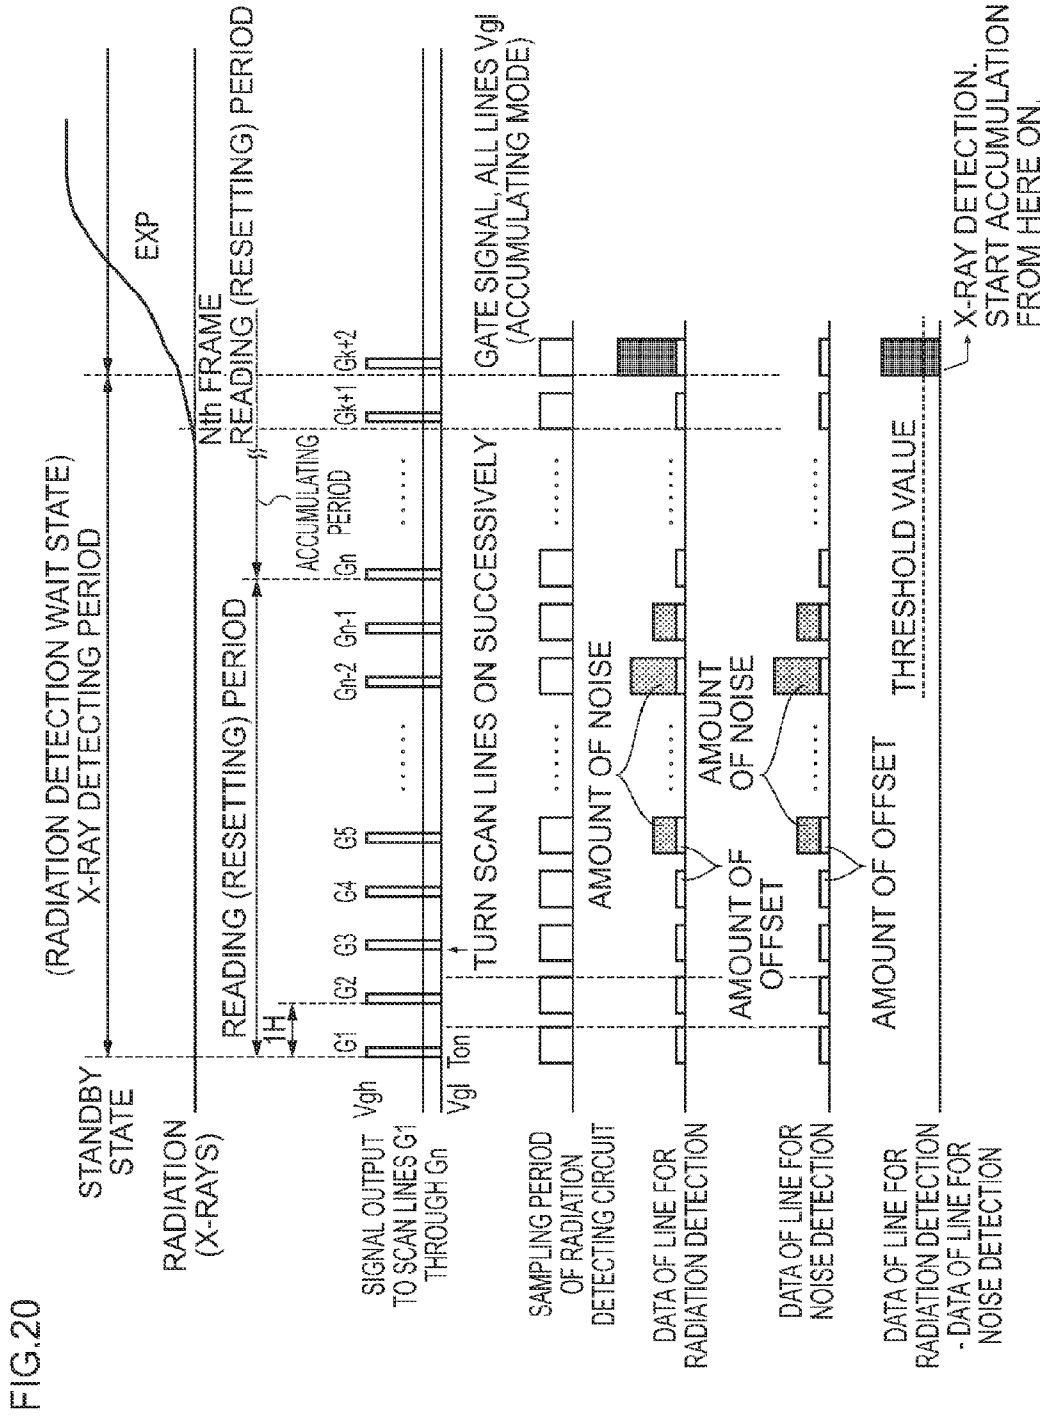 FIG.20
STANDBY
STATE
(RADIATION DETECTION WAIT STATE)
X-RAY DETECTING PERIOD
RADIATION
(X-RAYS)
EXP
READING (RESETTING) PERIOD
Nth FRAME
READING (RESETTING) PERIOD
1H
ACCUMULATING
PERIOD
SIGNAL OUTPUT
TO SCAN LINES G1
THROUGH Gn
Vgh
Vgl
Ton
G1
G2
G3
G4
G5
.....
Gn-2
Gn-1
Gn
.....
Gk+1
Gk+2
TURN SCAN LINES ON SUCCESSIVELY
GATE SIGNAL, ALL LINES Vgl
(ACCUMULATING MODE)
SAMPLING PERIOD
OF RADIATION
DETECTING CIRCUIT
.....
.....
AMOUNT OF NOISE
DATA OF LINE FOR
RADIATION DETECTION
.....
.....
AMOUNT OF
OFFSET
AMOUNT
OF NOISE
DATA OF LINE FOR
NOISE DETECTION
.....
.....
AMOUNT OF OFFSET
THRESHOLD VALUE
DATA OF LINE FOR
RADIATION DETECTION
- DATA OF LINE FOR
NOISE DETECTION
X-RAY DETECTION.
START ACCUMULATION
FROM HERE ON.